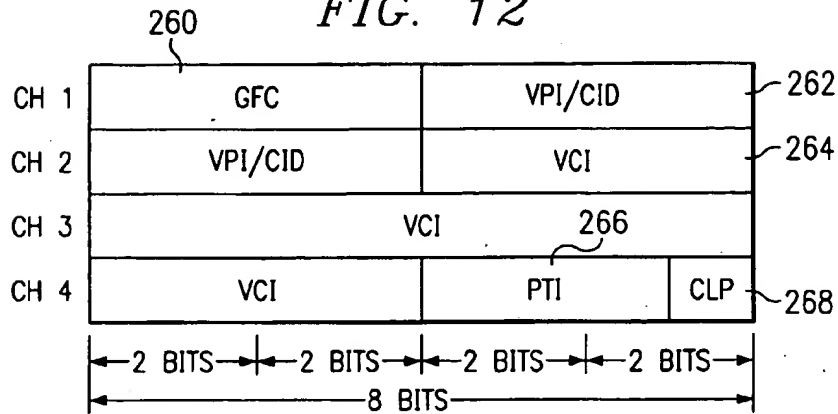 FIG. 12
260
CH 1 GFC VPI/CID 262
CH 2 VPI/CID VCI 264
CH 3 VCI 266
CH 4 VCI PTI CLP 268
2 BITS 2 BITS 2 BITS 2 BITS
8 BITS